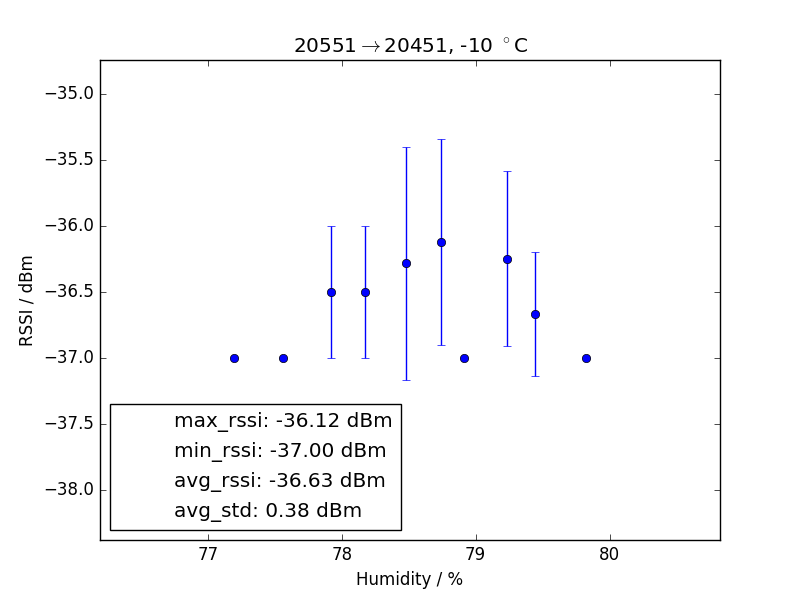 20551→20451, -10 °C
RSSI / dBm
−35.0
−35.5
−36.0
−36.5
−37.0
−37.5
−38.0
max_rssi: -36.12 dBm
min_rssi: -37.00 dBm
avg_rssi: -36.63 dBm
avg_std: 0.38 dBm
77 78 79 80
Humidity / %